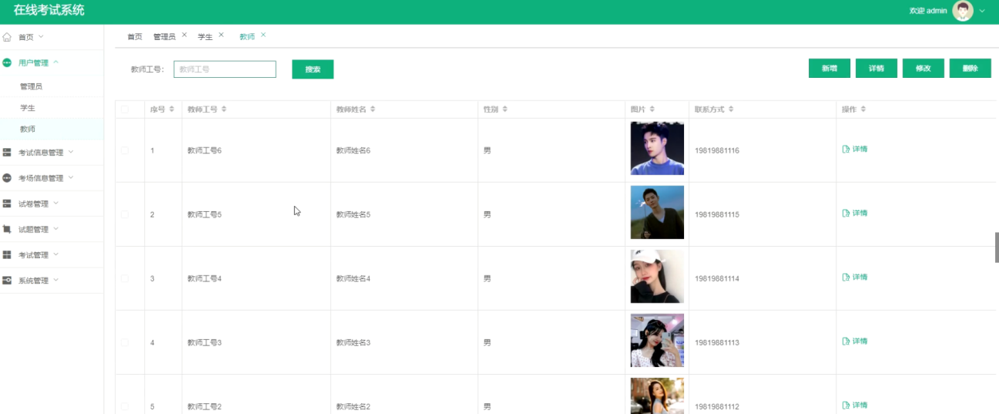 在线考试系统
欢迎 admin
首页
用户管理
管理员
学生
教师
考试信息管理
考场信息管理
试卷管理
试题管理
考试管理
系统管理
首页 管理员 × 学生 × 教师 ×
教师工号： 教师工号 搜索
新增 详情 修改 删除
序号 教师工号 教师姓名 性别 图片 联系方式 操作
1 教师工号6 教师姓名6 男 19819881116 详情
2 教师工号5 教师姓名5 男 19819881115 详情
3 教师工号4 教师姓名4 男 19819881114 详情
4 教师工号3 教师姓名3 男 19819881113 详情
5 教师工号2 教师姓名2 男 19819881112 详情